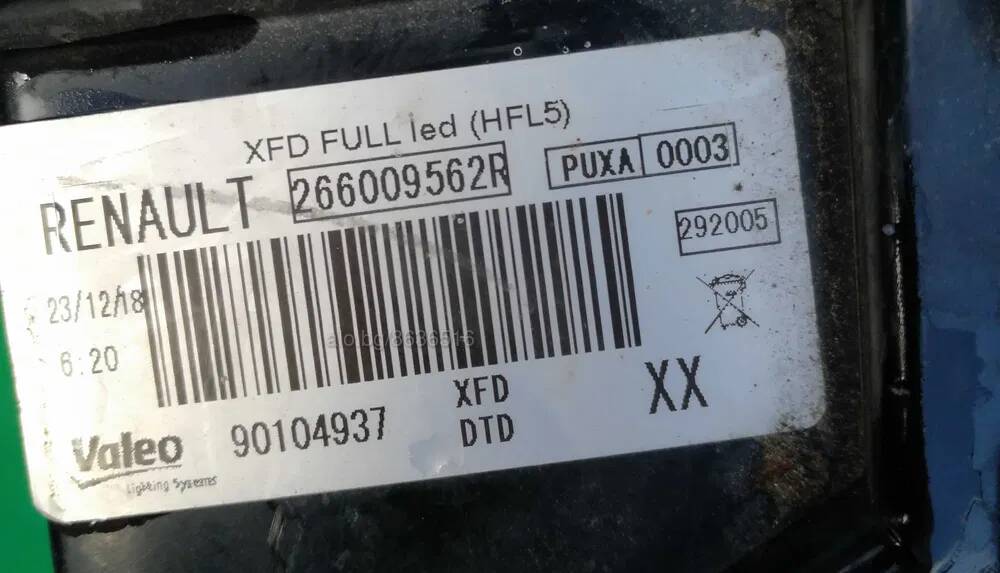 XFD FULL led (HFL5)
RENAULT 266009562R PUXA 0003
292005
23/12/18
6:20
XFD
DTD
XX
Valeo 90104937
Lighting Systems